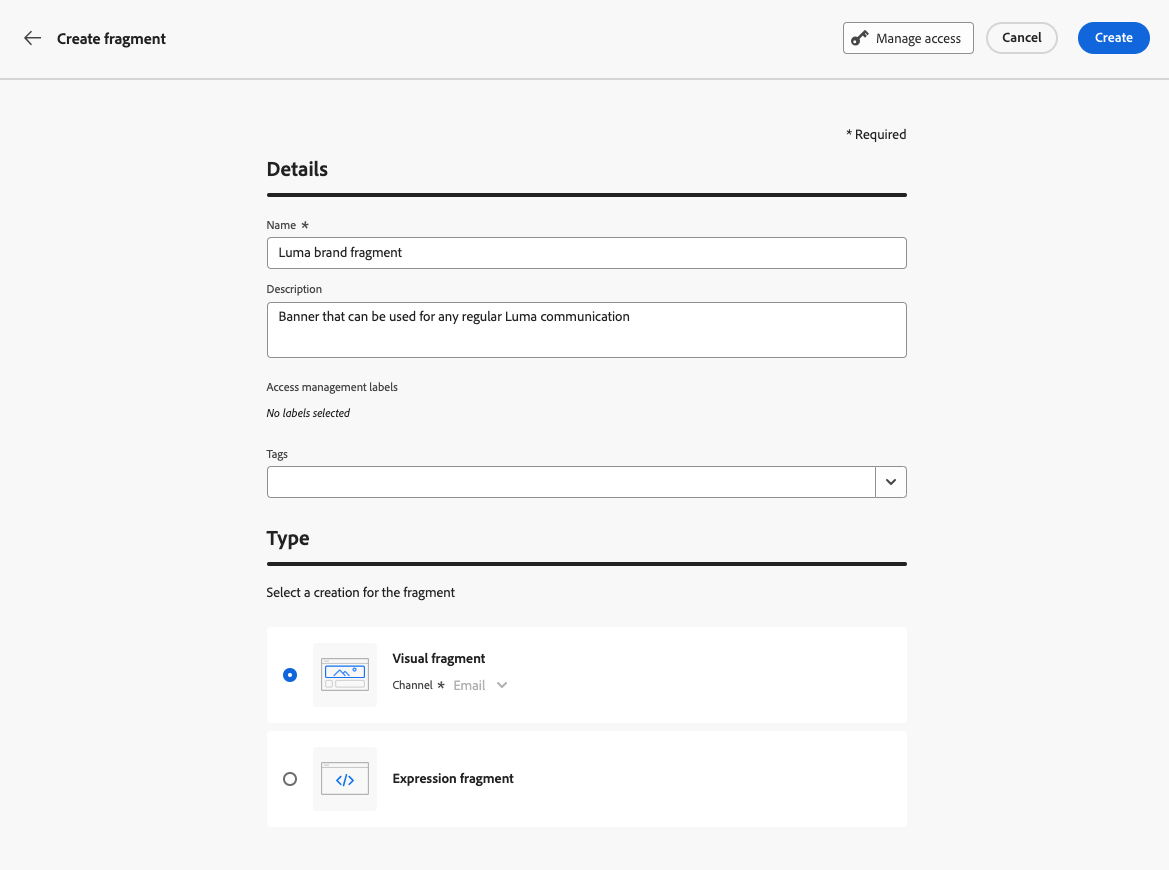 Create fragment
Manage access
Cancel
Create
* Required
Details
Name *
Luma brand fragment
Description
Banner that can be used for any regular Luma communication
Access management labels
No labels selected
Tags
Type
Select a creation for the fragment
Visual fragment
Channel * Email
</>
Expression fragment